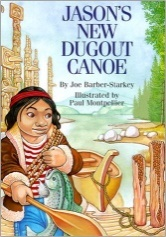 JASON'S
NEW
DUGOUT
CANOE
By Joe Barber-Starkey
Illustrated by
Paul Montpellier